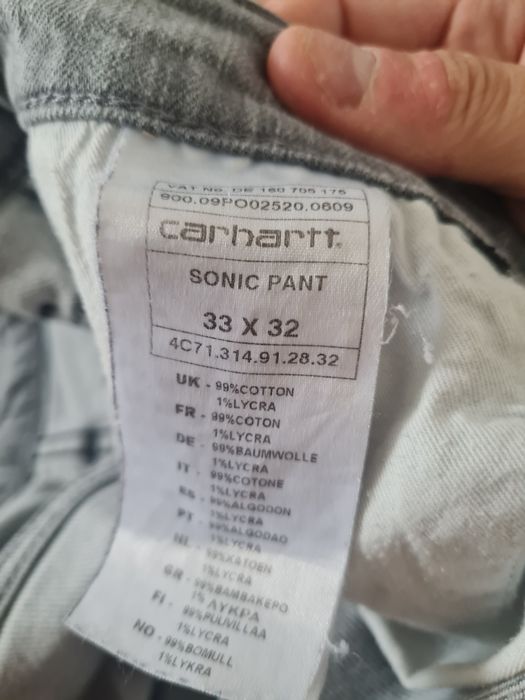 VAT No. DE 160 705 175
900.09PO02520.0609
carhartt.
SONIC PANT
33 X 32
4C71.314.91.28.32
UK - 99%COTTON
1%LYCRA
FR - 99%COTON
1%LYCRA
DE - 99%BAUMWOLLE
1%LYCRA
IT - 99%COTONE
1%LYCRA
ES - 99%ALGODON
1%LYCRA
PT - 99%ALGODAO
1%LYCRA
NL - 99%KATOEN
1%LYCRA
GR - 99%BAMBAKEPO
1% ΛYKPA
FI - 99%PUUVILLAA
1%LYCRA
NO - 99%BOMULL
1%LYKRA